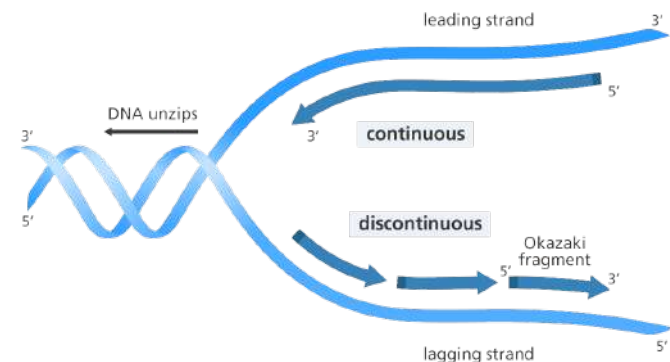 leading strand
3'
5'
DNA unzips
3'
continuous
3'
5'
discontinuous
Okazaki
fragment
5'
3'
5'
lagging strand